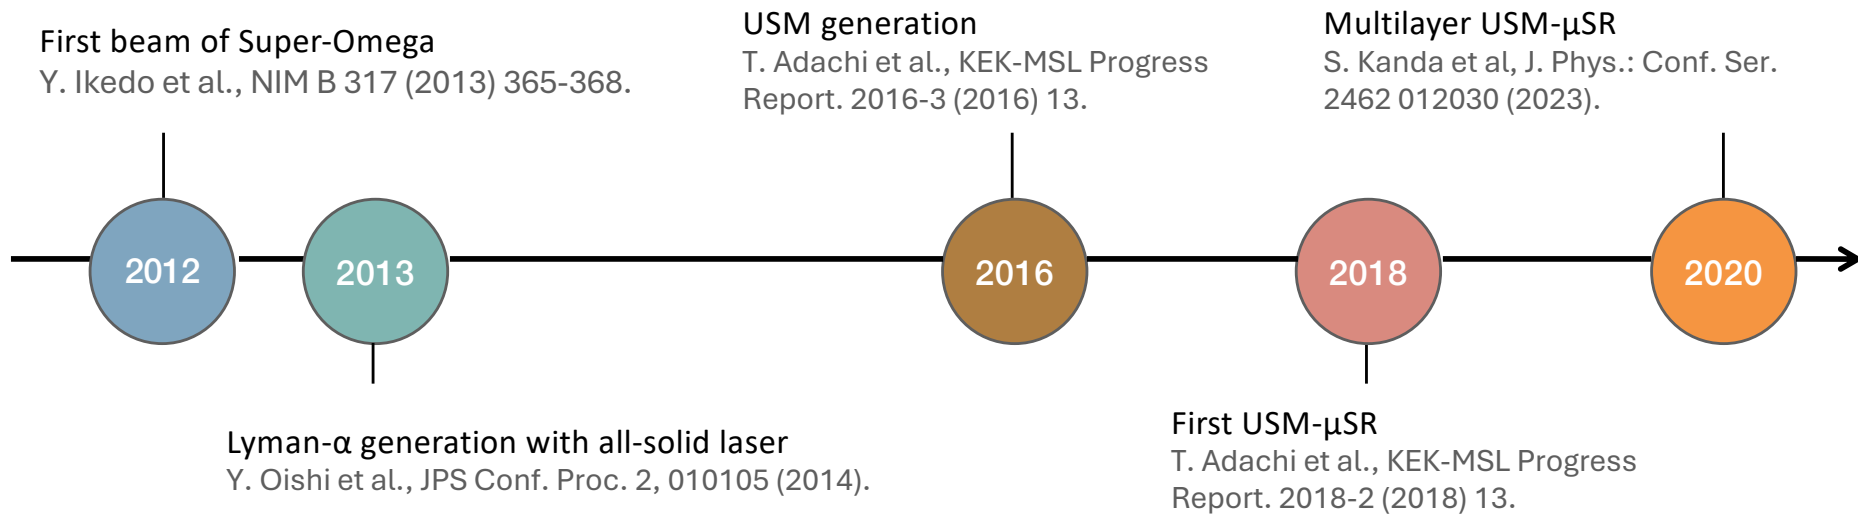 First beam of Super-Omega
Y. Ikedo et al., NIM B 317 (2013) 365-368.
USM generation
T. Adachi et al., KEK-MSL Progress
Report. 2016-3 (2016) 13.
Multilayer USM-μSR
S. Kanda et al, J. Phys.: Conf. Ser.
2462 012030 (2023).
2012
2013
2016
2018
2020
Lyman-α generation with all-solid laser
Y. Oishi et al., JPS Conf. Proc. 2, 010105 (2014).
First USM-μSR
T. Adachi et al., KEK-MSL Progress
Report. 2018-2 (2018) 13.